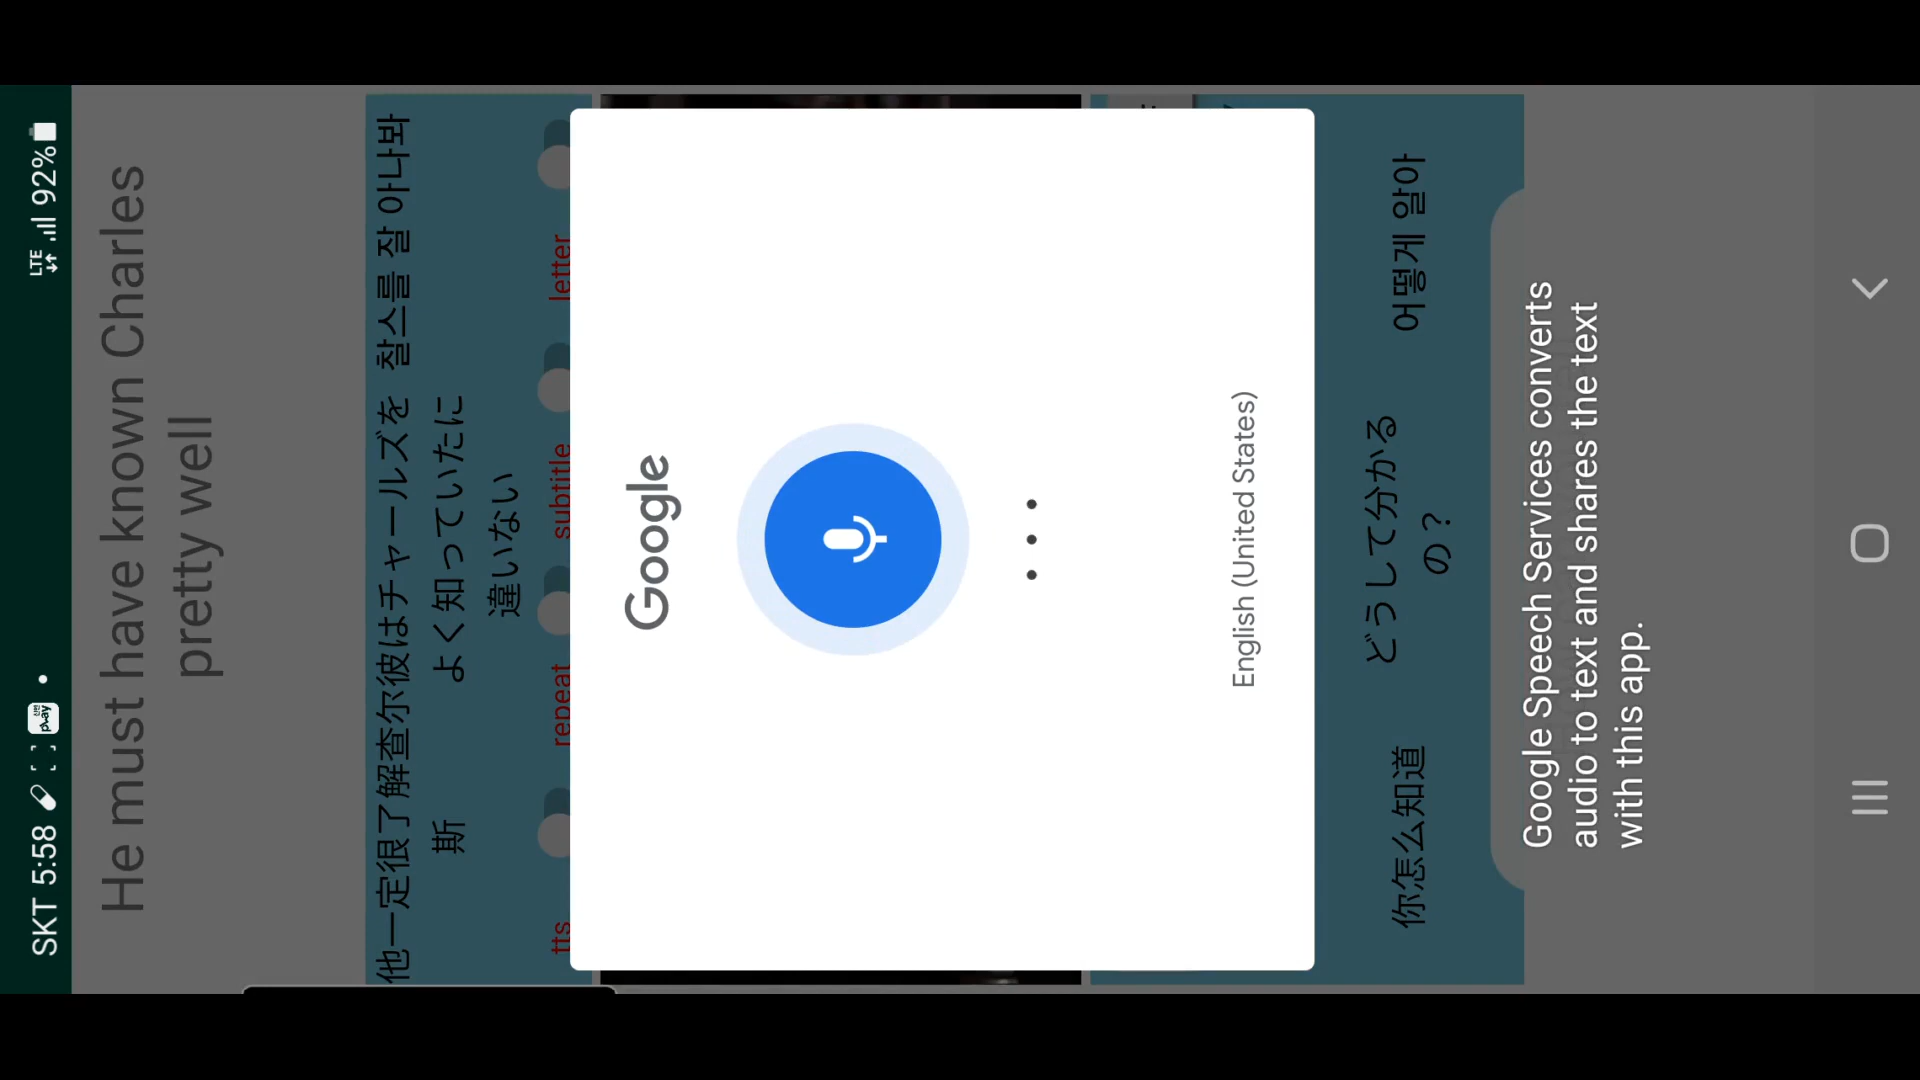 SKT 5:58 LTE 92%
He must have known Charles
pretty well
他一定很了解查尔
斯
彼はチャールズを
よく知っていたに
違いない
찰스를 잘 아나봐
tts repeat subtitle letter
Google
English (United States)
你怎么知道
どうして分かる
の？
어떻게 알아
Google Speech Services converts
audio to text and shares the text
with this app.